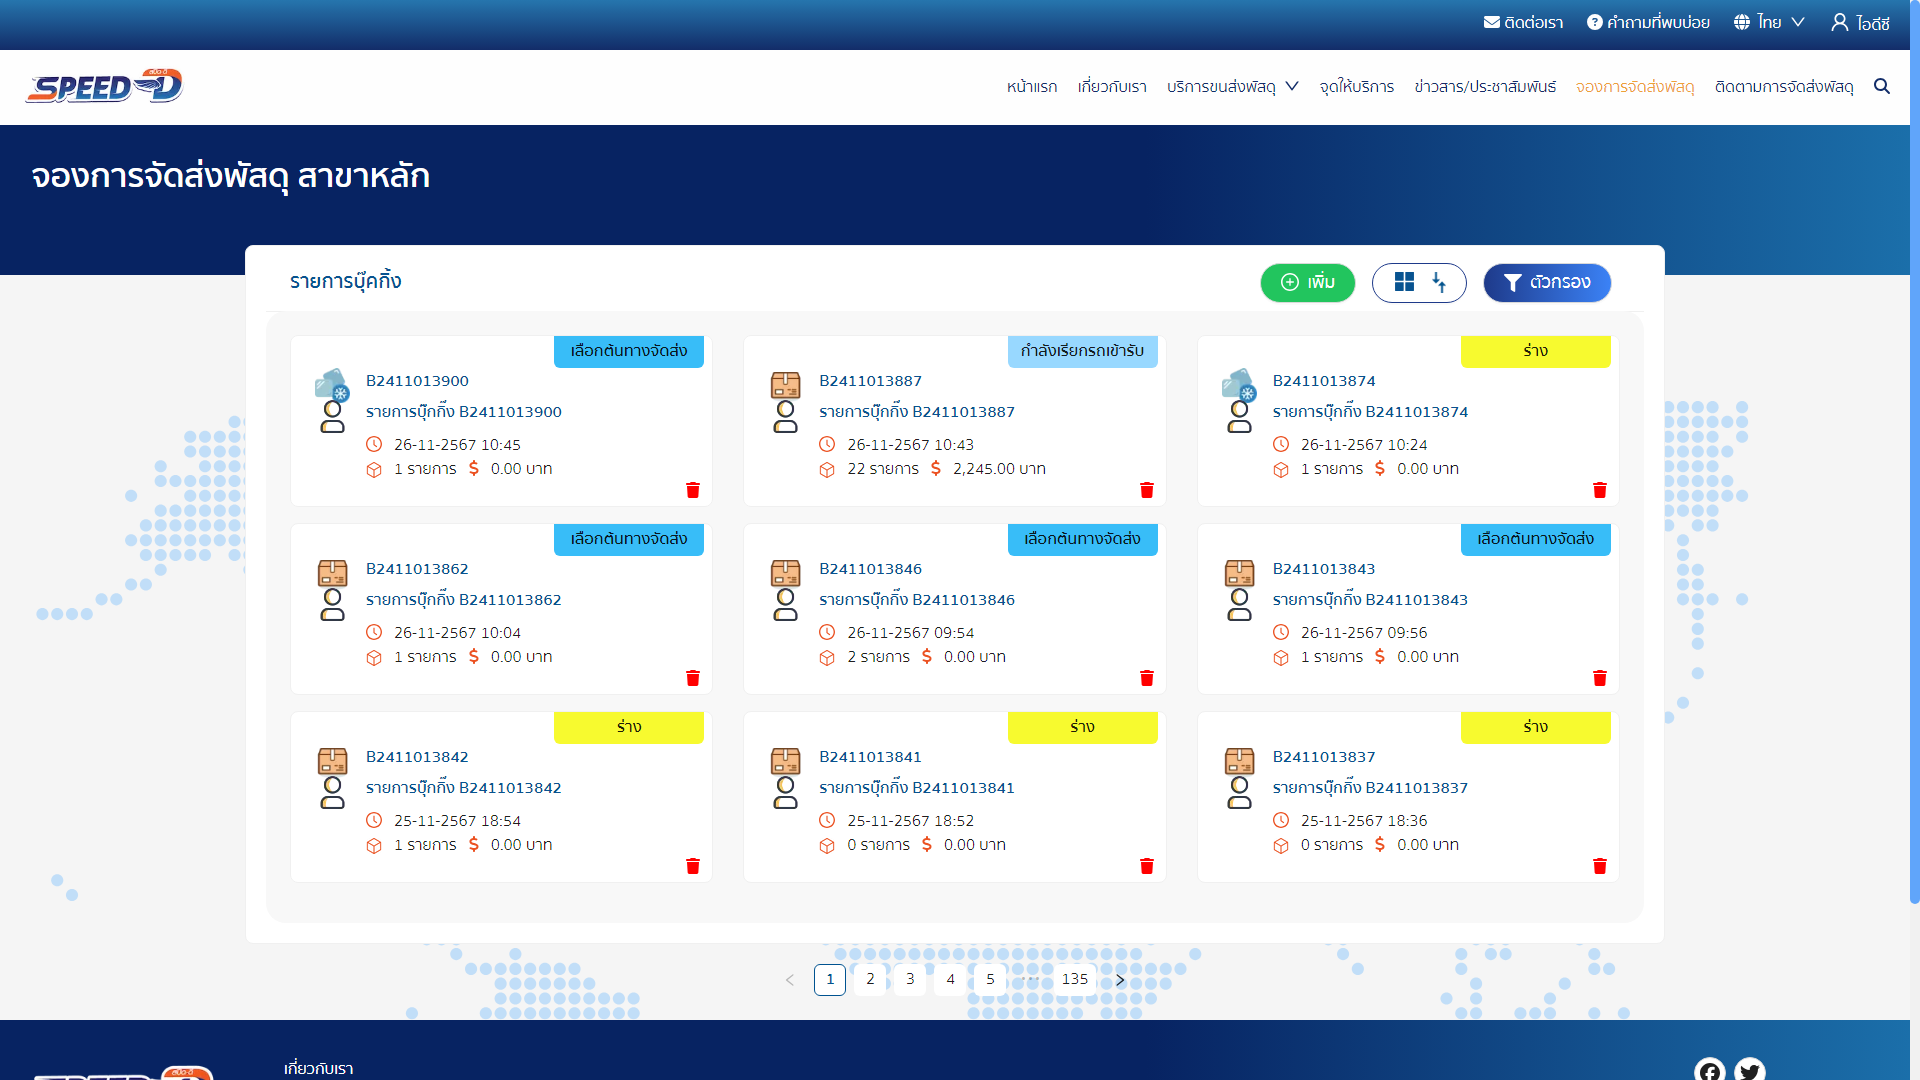 ติดต่อเรา คำถามที่พบบ่อย ไทย ไอดีซี
สปีด-ดี
SPEED-D
หน้าแรก เกี่ยวกับเรา บริการขนส่งพัสดุ จุดให้บริการ ข่าวสาร/ประชาสัมพันธ์ จองการจัดส่งพัสดุ ติดตามการจัดส่งพัสดุ
จองการจัดส่งพัสดุ สาขาหลัก
รายการบุ๊คกิ้ง เพิ่ม ตัวกรอง
เลือกต้นทางจัดส่ง
B2411013900
รายการบุ๊กกิ้ง B2411013900
26-11-2567 10:45
1 รายการ $ 0.00 บาท
กำลังเรียกรถเข้ารับ
B2411013887
รายการบุ๊กกิ้ง B2411013887
26-11-2567 10:43
22 รายการ $ 2,245.00 บาท
ร่าง
B2411013874
รายการบุ๊กกิ้ง B2411013874
26-11-2567 10:24
1 รายการ $ 0.00 บาท
เลือกต้นทางจัดส่ง
B2411013862
รายการบุ๊กกิ้ง B2411013862
26-11-2567 10:04
1 รายการ $ 0.00 บาท
เลือกต้นทางจัดส่ง
B2411013846
รายการบุ๊กกิ้ง B2411013846
26-11-2567 09:54
2 รายการ $ 0.00 บาท
เลือกต้นทางจัดส่ง
B2411013843
รายการบุ๊กกิ้ง B2411013843
26-11-2567 09:56
1 รายการ $ 0.00 บาท
ร่าง
B2411013842
รายการบุ๊กกิ้ง B2411013842
25-11-2567 18:54
1 รายการ $ 0.00 บาท
ร่าง
B2411013841
รายการบุ๊กกิ้ง B2411013841
25-11-2567 18:52
0 รายการ $ 0.00 บาท
ร่าง
B2411013837
รายการบุ๊กกิ้ง B2411013837
25-11-2567 18:36
0 รายการ $ 0.00 บาท
< 1 2 3 4 5 ••• 135 >
เกี่ยวกับเรา